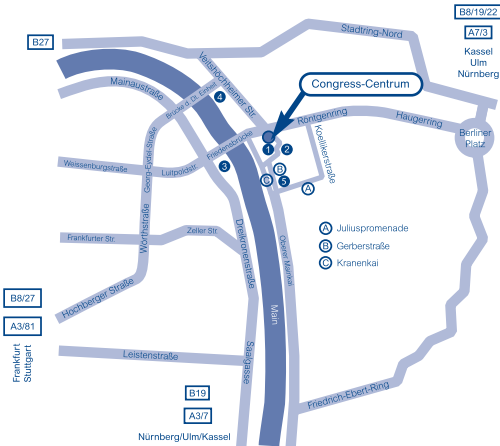 B8/19/22
A7/3
Kassel
Ulm
Nürnberg
B27
Stadtring-Nord
Veitshöchheimer Str.
Mainaustraße
Brücke d. Dt. Einheit
4
Congress-Centrum
Röntgenring
Haugerring
Berliner
Platz
Georg-Eydel-Straße
Friedensbrücke
1
2
Koellikerstraße
Weissenburgstraße
Luitpoldstr.
3
B
C
5
A
Wörthstraße
Dreikronenstraße
Oberer Mainkai
A Juliuspromenade
B Gerberstraße
C Kranenkai
Frankfurter Str.
Zeller Str.
B8/27
Hochberger Straße
A3/81
Main
Frankfurt
Stuttgart
Leistenstraße
Saalgasse
B19
Friedrich-Ebert-Ring
A3/7
Nürnberg/Ulm/Kassel